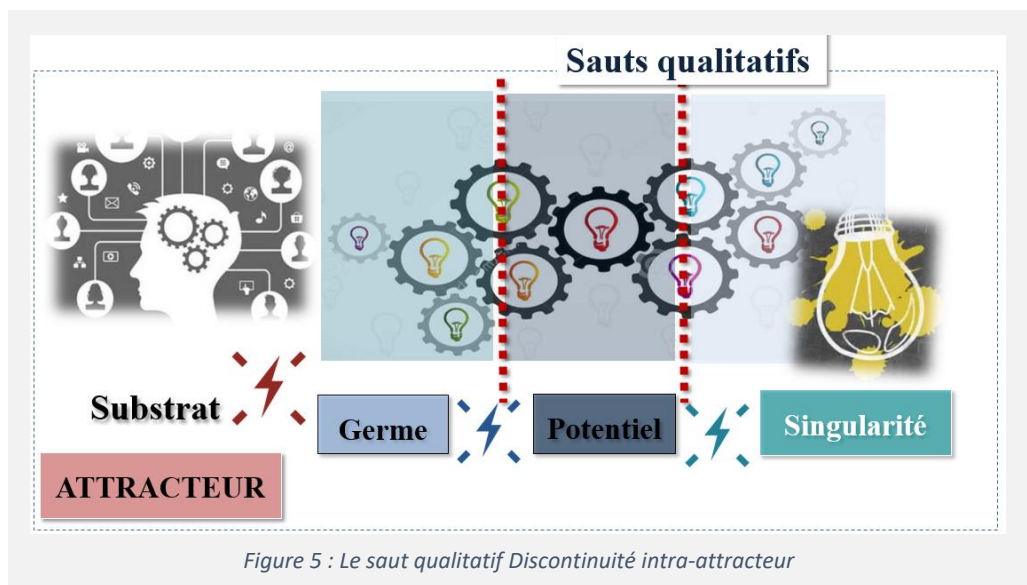 Sauts qualitatifs
Substrat
Germe
Potentiel
Singularité
ATTRACTEUR
Figure 5 : Le saut qualitatif Discontinuité intra-attracteur